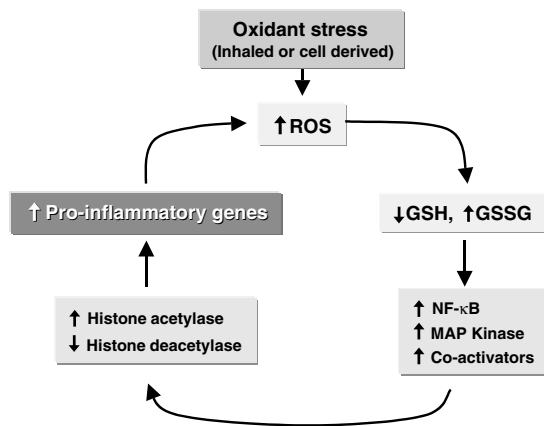 Oxidant stress
(Inhaled or cell derived)
↑ROS
↓GSH, ↑GSSG
↑ NF-κB
↑ MAP Kinase
↑ Co-activators
↑ Histone acetylase
↓ Histone deacetylase
↑ Pro-inflammatory genes